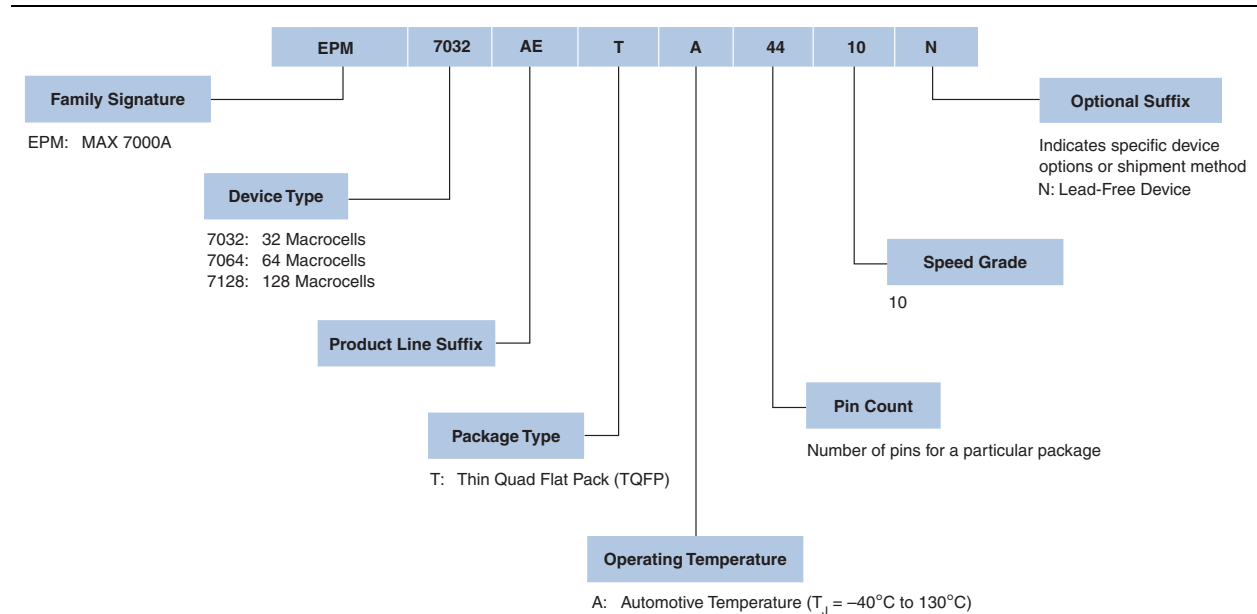 EPM 7032 AE T A 44 10 N
Family Signature
EPM: MAX 7000A
Optional Suffix
Indicates specific device
options or shipment method
N: Lead-Free Device
Device Type
7032: 32 Macrocells
7064: 64 Macrocells
7128: 128 Macrocells
Speed Grade
10
Product Line Suffix
Pin Count
Number of pins for a particular package
Package Type
T: Thin Quad Flat Pack (TQFP)
Operating Temperature
A: Automotive Temperature (TJ = –40°C to 130°C)